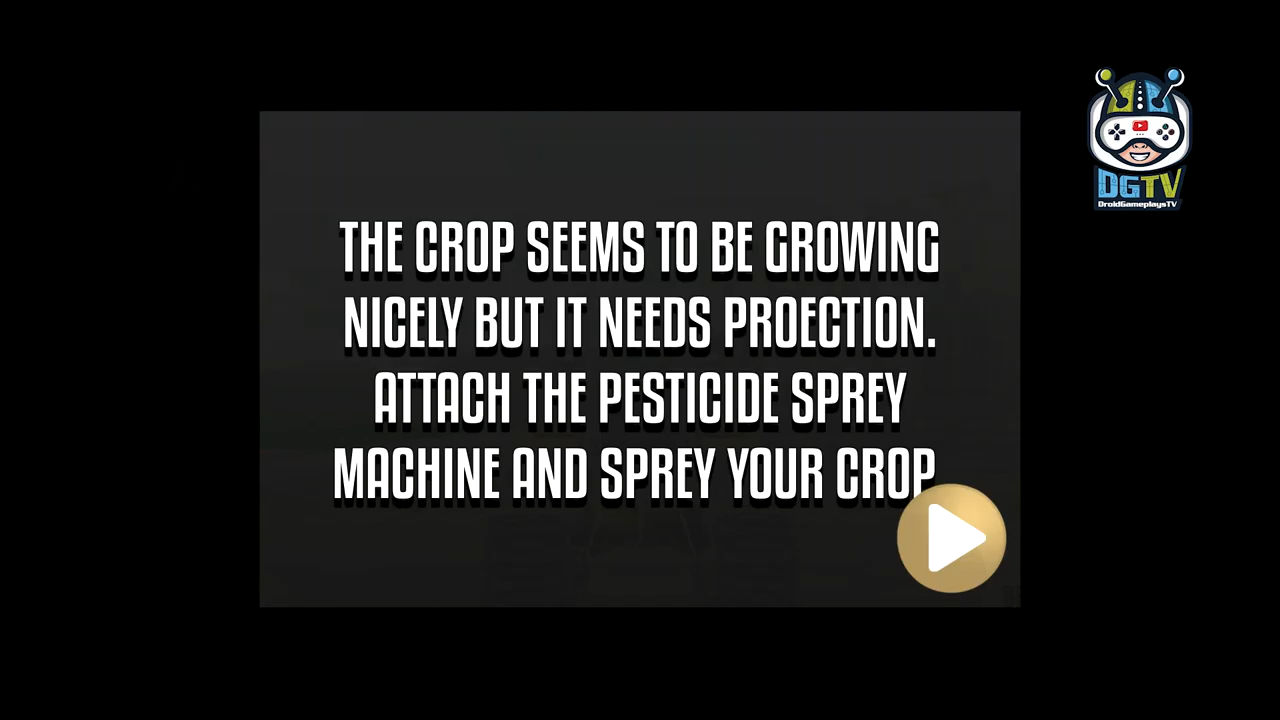 THE CROP SEEMS TO BE GROWING
NICELY BUT IT NEEDS PROECTION.
ATTACH THE PESTICIDE SPREY
MACHINE AND SPREY YOUR CROP
DGTV
DroidGameplaysTV